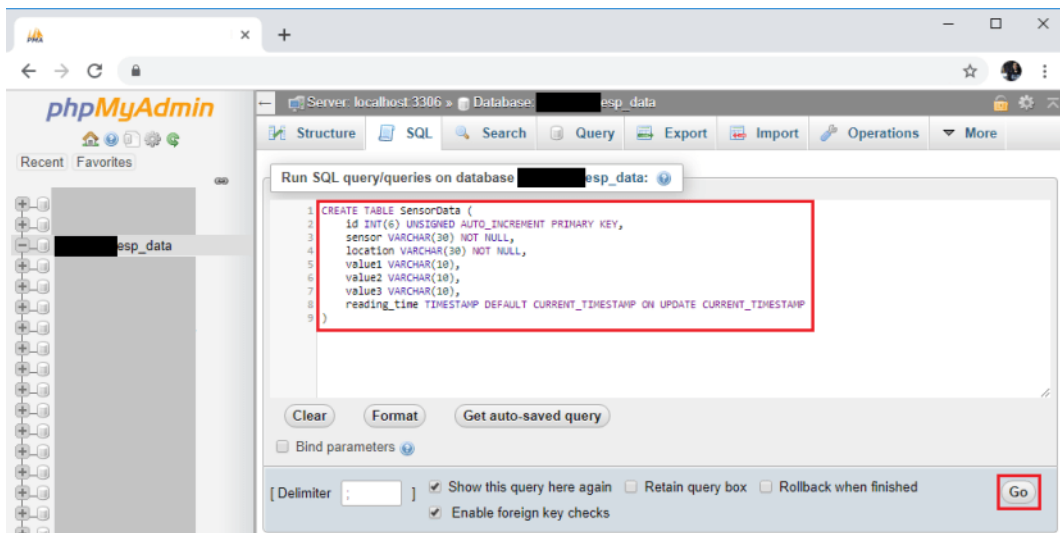 PMA
phpMyAdmin
Recent Favorites
esp_data
Server: localhost:3306 » Database: esp_data
Structure SQL Search Query Export Import Operations More
Run SQL query/queries on database esp_data:
1 CREATE TABLE SensorData (
2 id INT(6) UNSIGNED AUTO_INCREMENT PRIMARY KEY,
3 sensor VARCHAR(30) NOT NULL,
4 location VARCHAR(30) NOT NULL,
5 value1 VARCHAR(10),
6 value2 VARCHAR(10),
7 value3 VARCHAR(10),
8 reading_time TIMESTAMP DEFAULT CURRENT_TIMESTAMP ON UPDATE CURRENT_TIMESTAMP
9 )
Clear Format Get auto-saved query
Bind parameters
[ Delimiter ; ] Show this query here again Retain query box Rollback when finished
Enable foreign key checks
Go